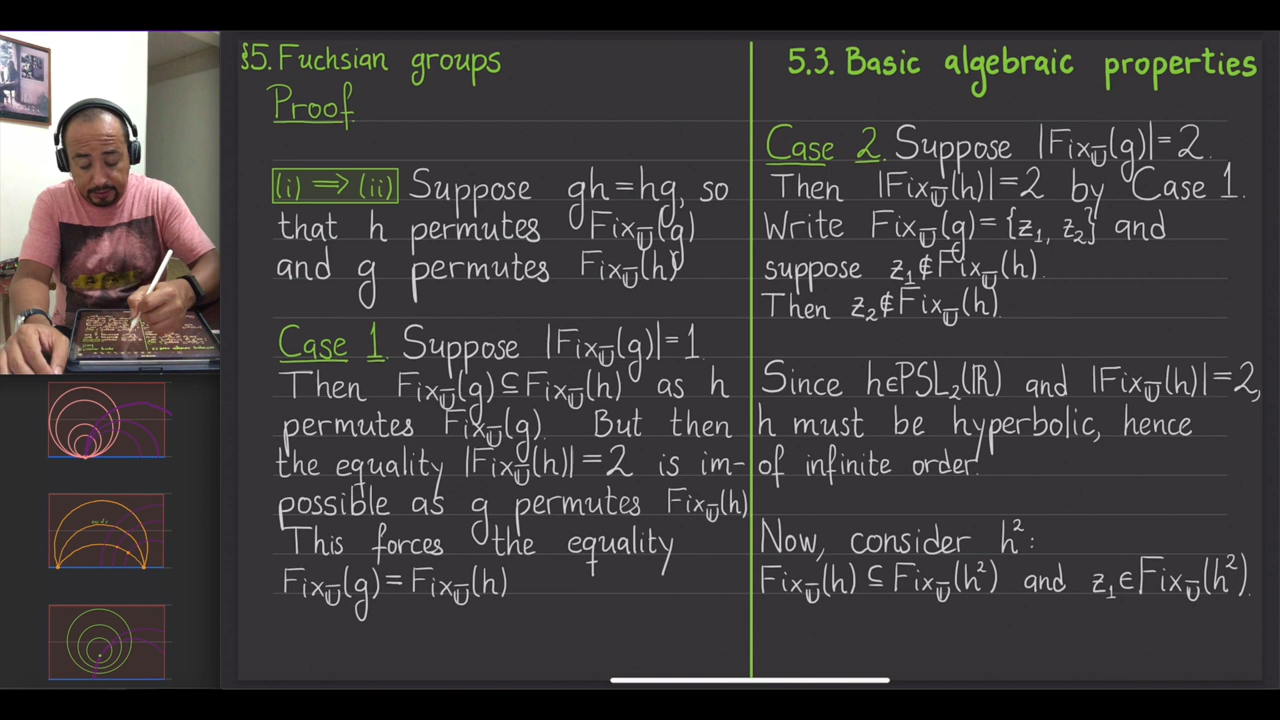 §5. Fuchsian groups
Proof.
(i) ⟹ (ii) Suppose gh=hg, so
that h permutes Fix_Ū(g)
and g permutes Fix_Ū(h).
Case 1. Suppose |Fix_Ū(g)|=1.
Then Fix_Ū(g)⊆Fix_Ū(h) as h
permutes Fix_Ū(g). But then
the equality |Fix_Ū(h)|=2 is im-
possible as g permutes Fix_Ū(h).
This forces the equality
Fix_Ū(g)=Fix_Ū(h)
5.3. Basic algebraic properties
Case 2. Suppose |Fix_Ū(g)|=2.
Then |Fix_Ū(h)|=2 by Case 1.
Write Fix_Ū(g)={z₁, z₂} and
suppose z₁∉Fix_Ū(h).
Then z₂∉Fix_Ū(h).
Since h∈PSL₂(ℝ) and |Fix_Ū(h)|=2,
h must be hyperbolic, hence
of infinite order.
Now, consider h²:
Fix_Ū(h)⊆Fix_Ū(h²) and z₁∈Fix_Ū(h²).